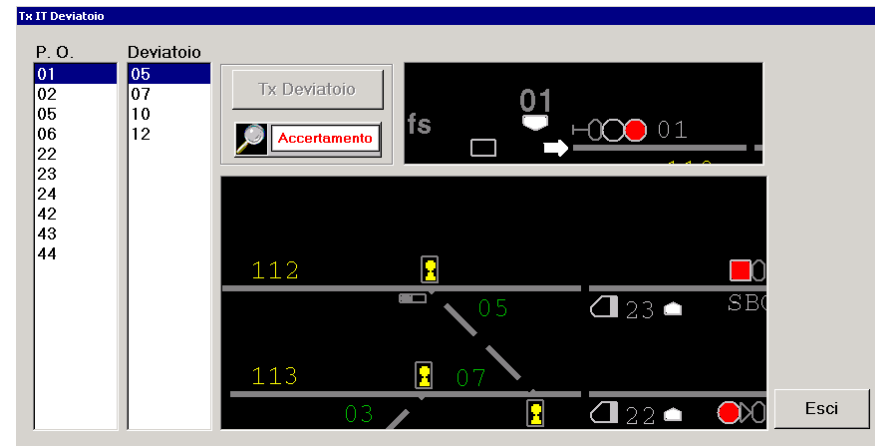 Tx IT Deviatoio
P. O.
01
02
05
06
22
23
24
42
43
44
Deviatoio
05
07
10
12
Tx Deviatoio
Accertamento
fs
01
01
112
05
23
SB
113
07
03
22
Esci